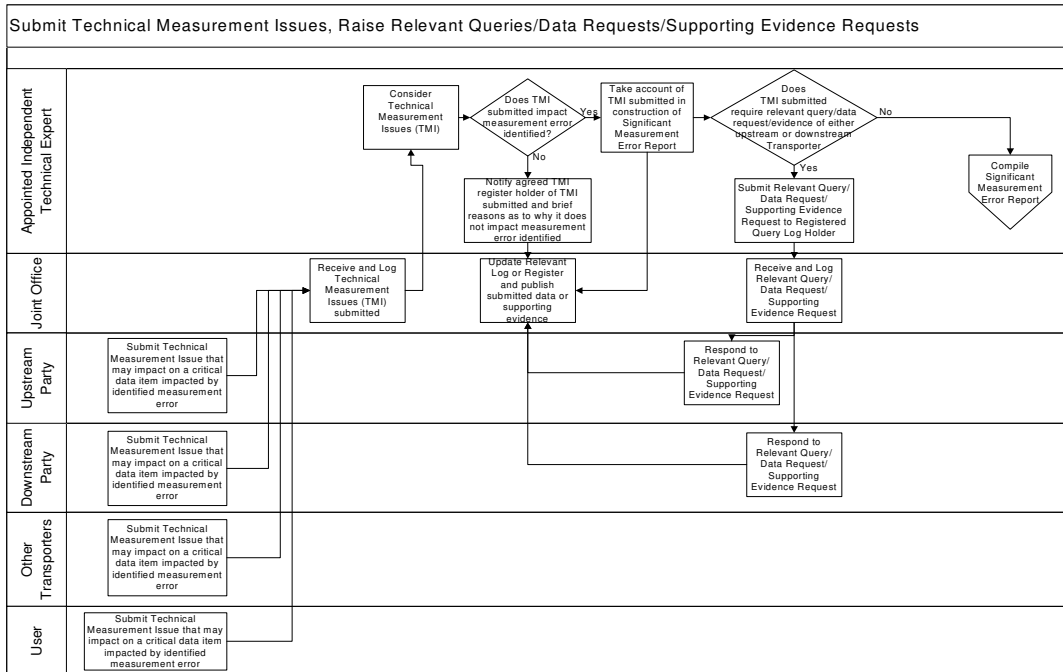 Submit Technical Measurement Issues, Raise Relevant Queries/Data Requests/Supporting Evidence Requests
Appointed Independent
Technical Expert
Consider
Technical
Measurement
Issues (TMI)
Does TMI
submitted impact
measurement error
identified?
Yes
No
Take account of
TMI submitted in
construction of
Significant
Measurement
Error Report
Does
TMI submitted
require relevant query/data
request/evidence of either
upstream or downstream
Transporter
No
Yes
Compile
Significant
Measurement
Error Report
Notify agreed TMI
register holder of TMI
submitted and brief
reasons as to why it does
not impact measurement
error identified
Submit Relevant Query/
Data Request/
Supporting Evidence
Request to Registered
Query Log Holder
Joint Office
Receive and Log
Technical
Measurement
Issues (TMI)
submitted
Update Relevant
Log or Register
and publish
submitted data or
supporting
evidence
Receive and Log
Relevant Query/
Data Request/
Supporting
Evidence Request
Upstream
Party
Submit Technical
Measurement Issue that
may impact on a critical
data item impacted by
identified measurement
error
Respond to
Relevant Query/
Data Request/
Supporting
Evidence Request
Downstream
Party
Submit Technical
Measurement Issue that
may impact on a critical
data item impacted by
identified measurement
error
Respond to
Relevant Query/
Data Request/
Supporting
Evidence Request
Other
Transporters
Submit Technical
Measurement Issue that
may impact on a critical
data item impacted by
identified measurement
error
User
Submit Technical
Measurement Issue that may
impact on a critical data item
impacted by identified
measurement error